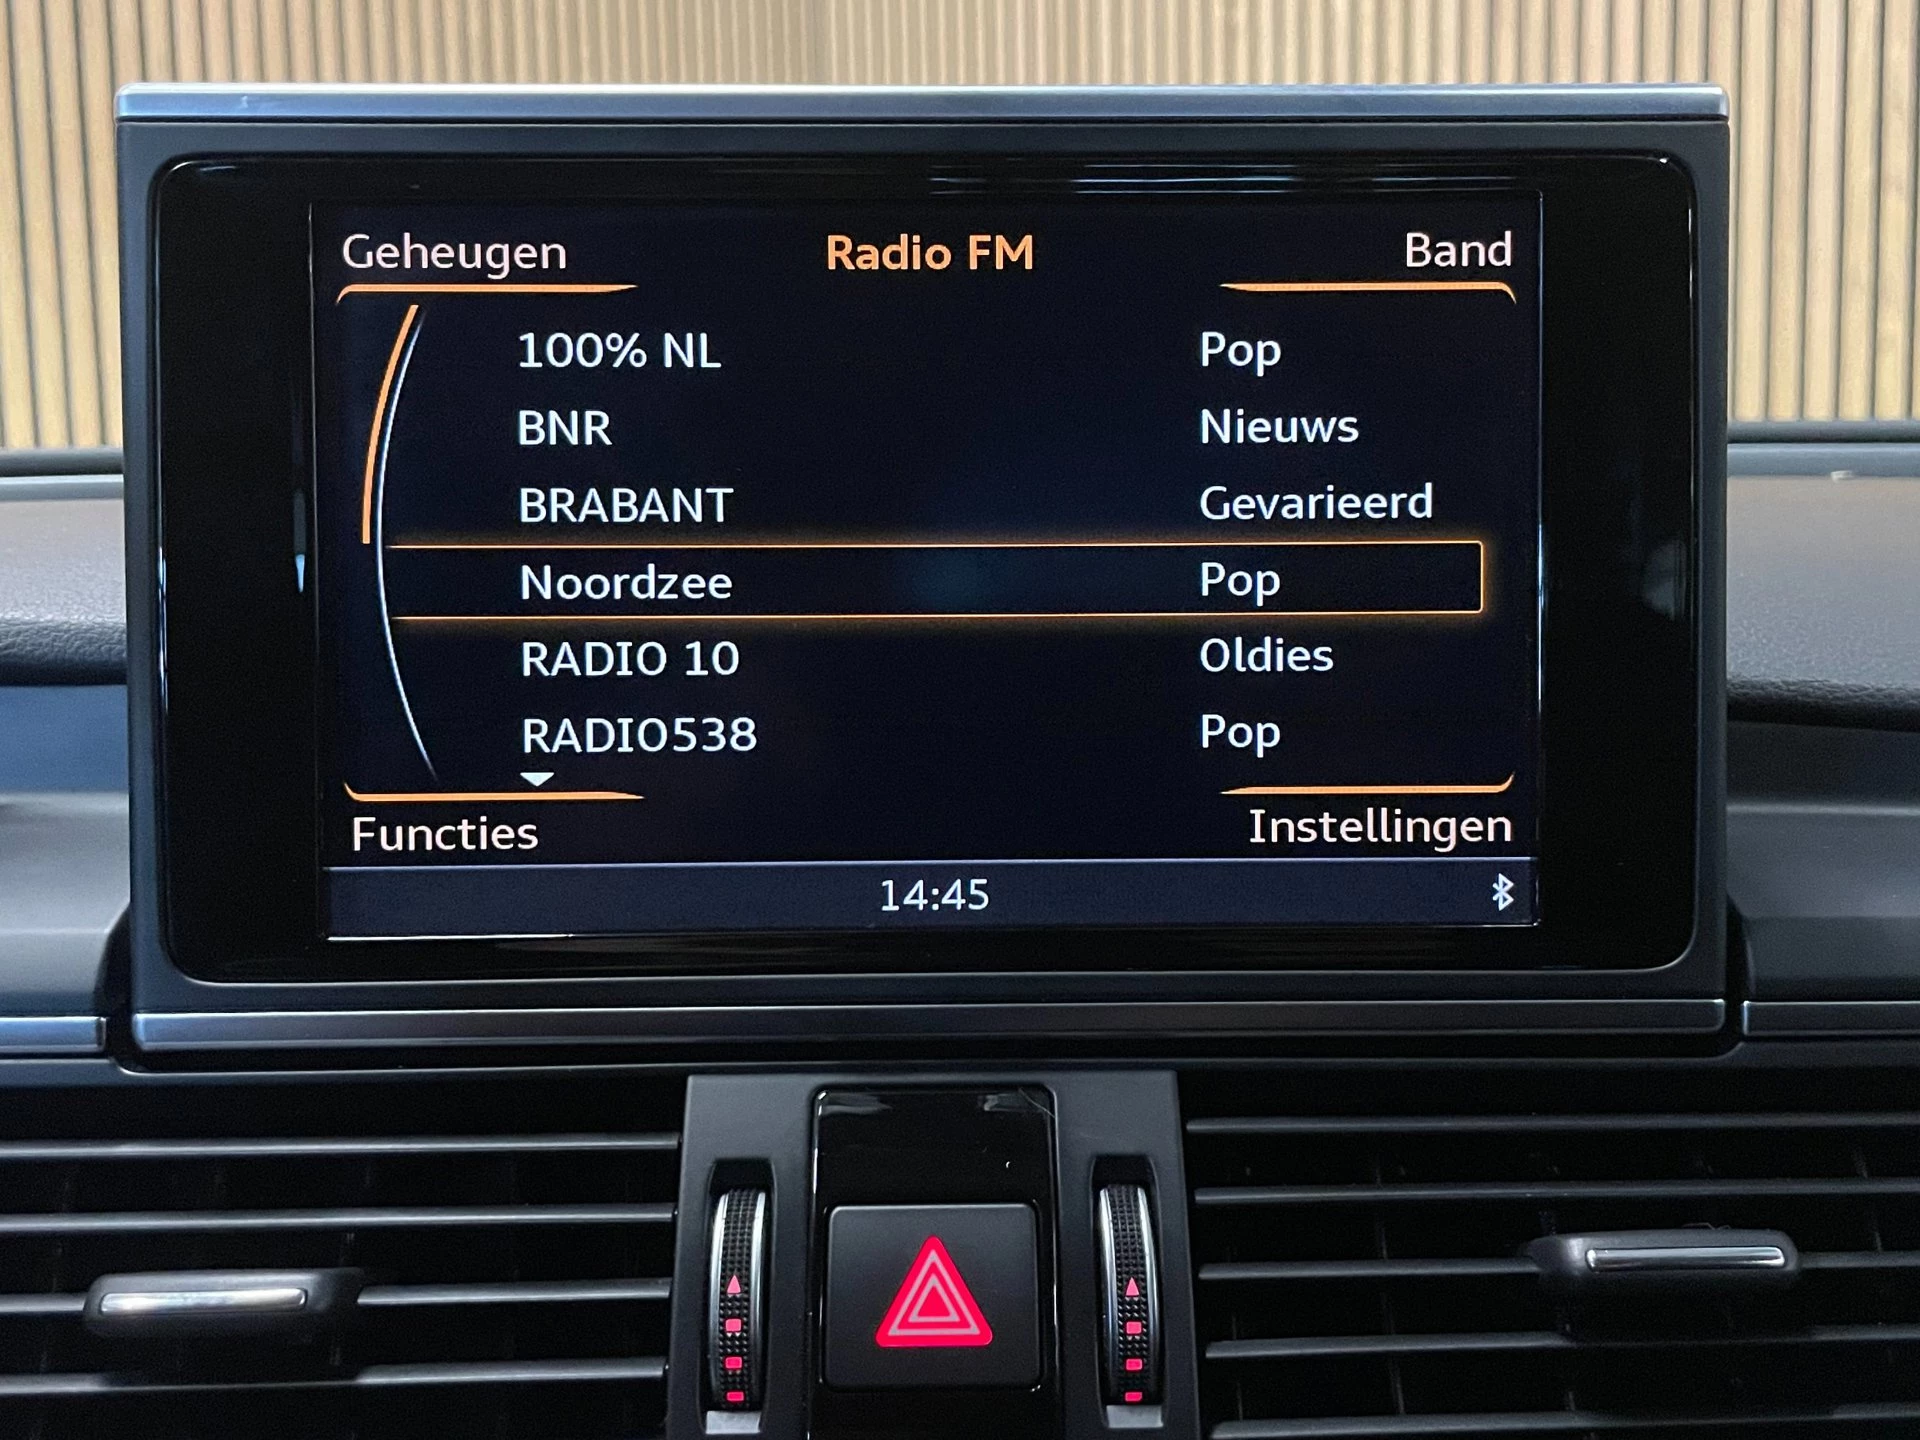 Geheugen Radio FM Band
100% NL Pop
BNR Nieuws
BRABANT Gevarieerd
Noordzee Pop
RADIO 10 Oldies
RADIO538 Pop
Functies Instellingen
14:45